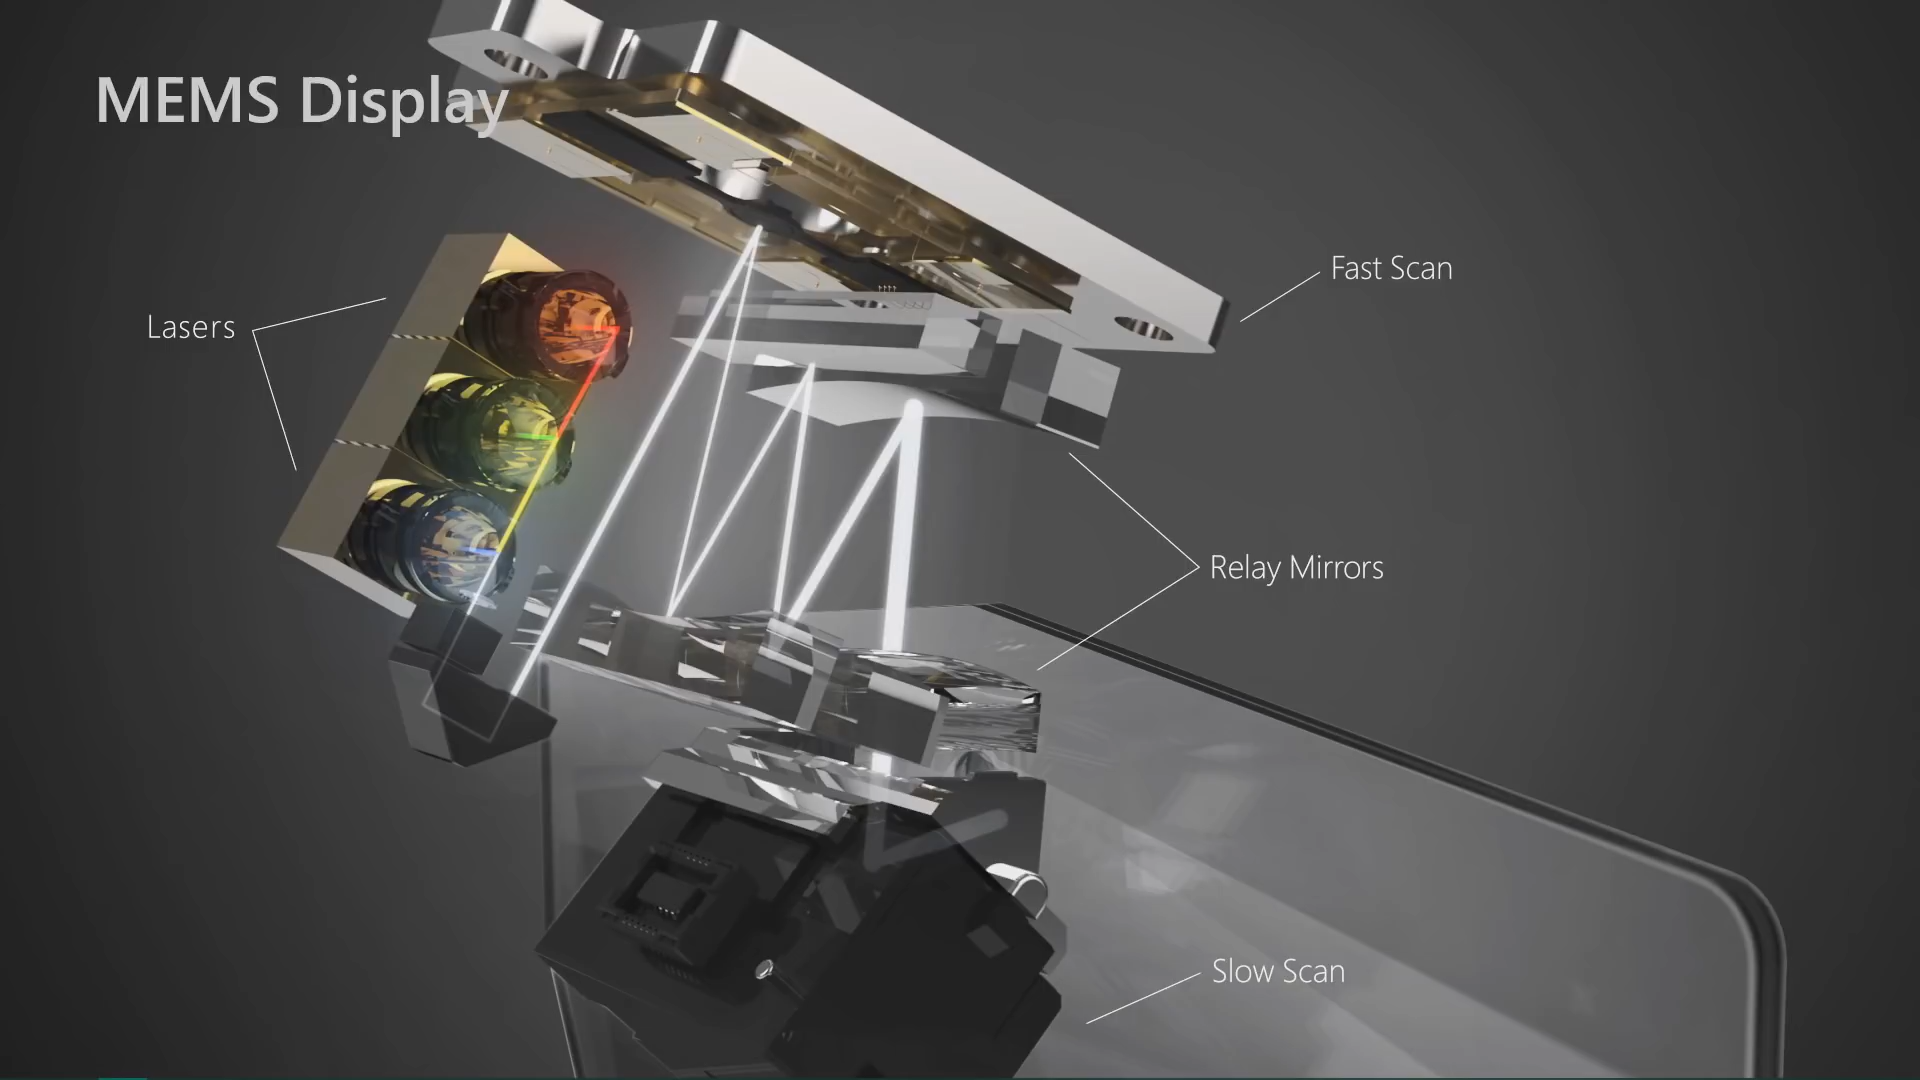 MEMS Display
Fast Scan
Lasers
Relay Mirrors
Slow Scan